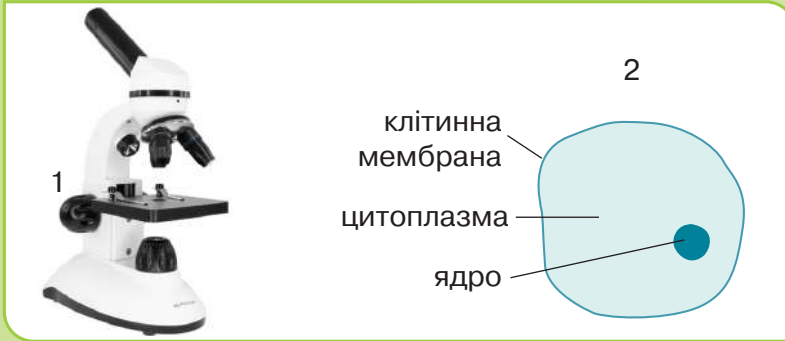 1
2
клітинна
мембрана
цитоплазма
ядро